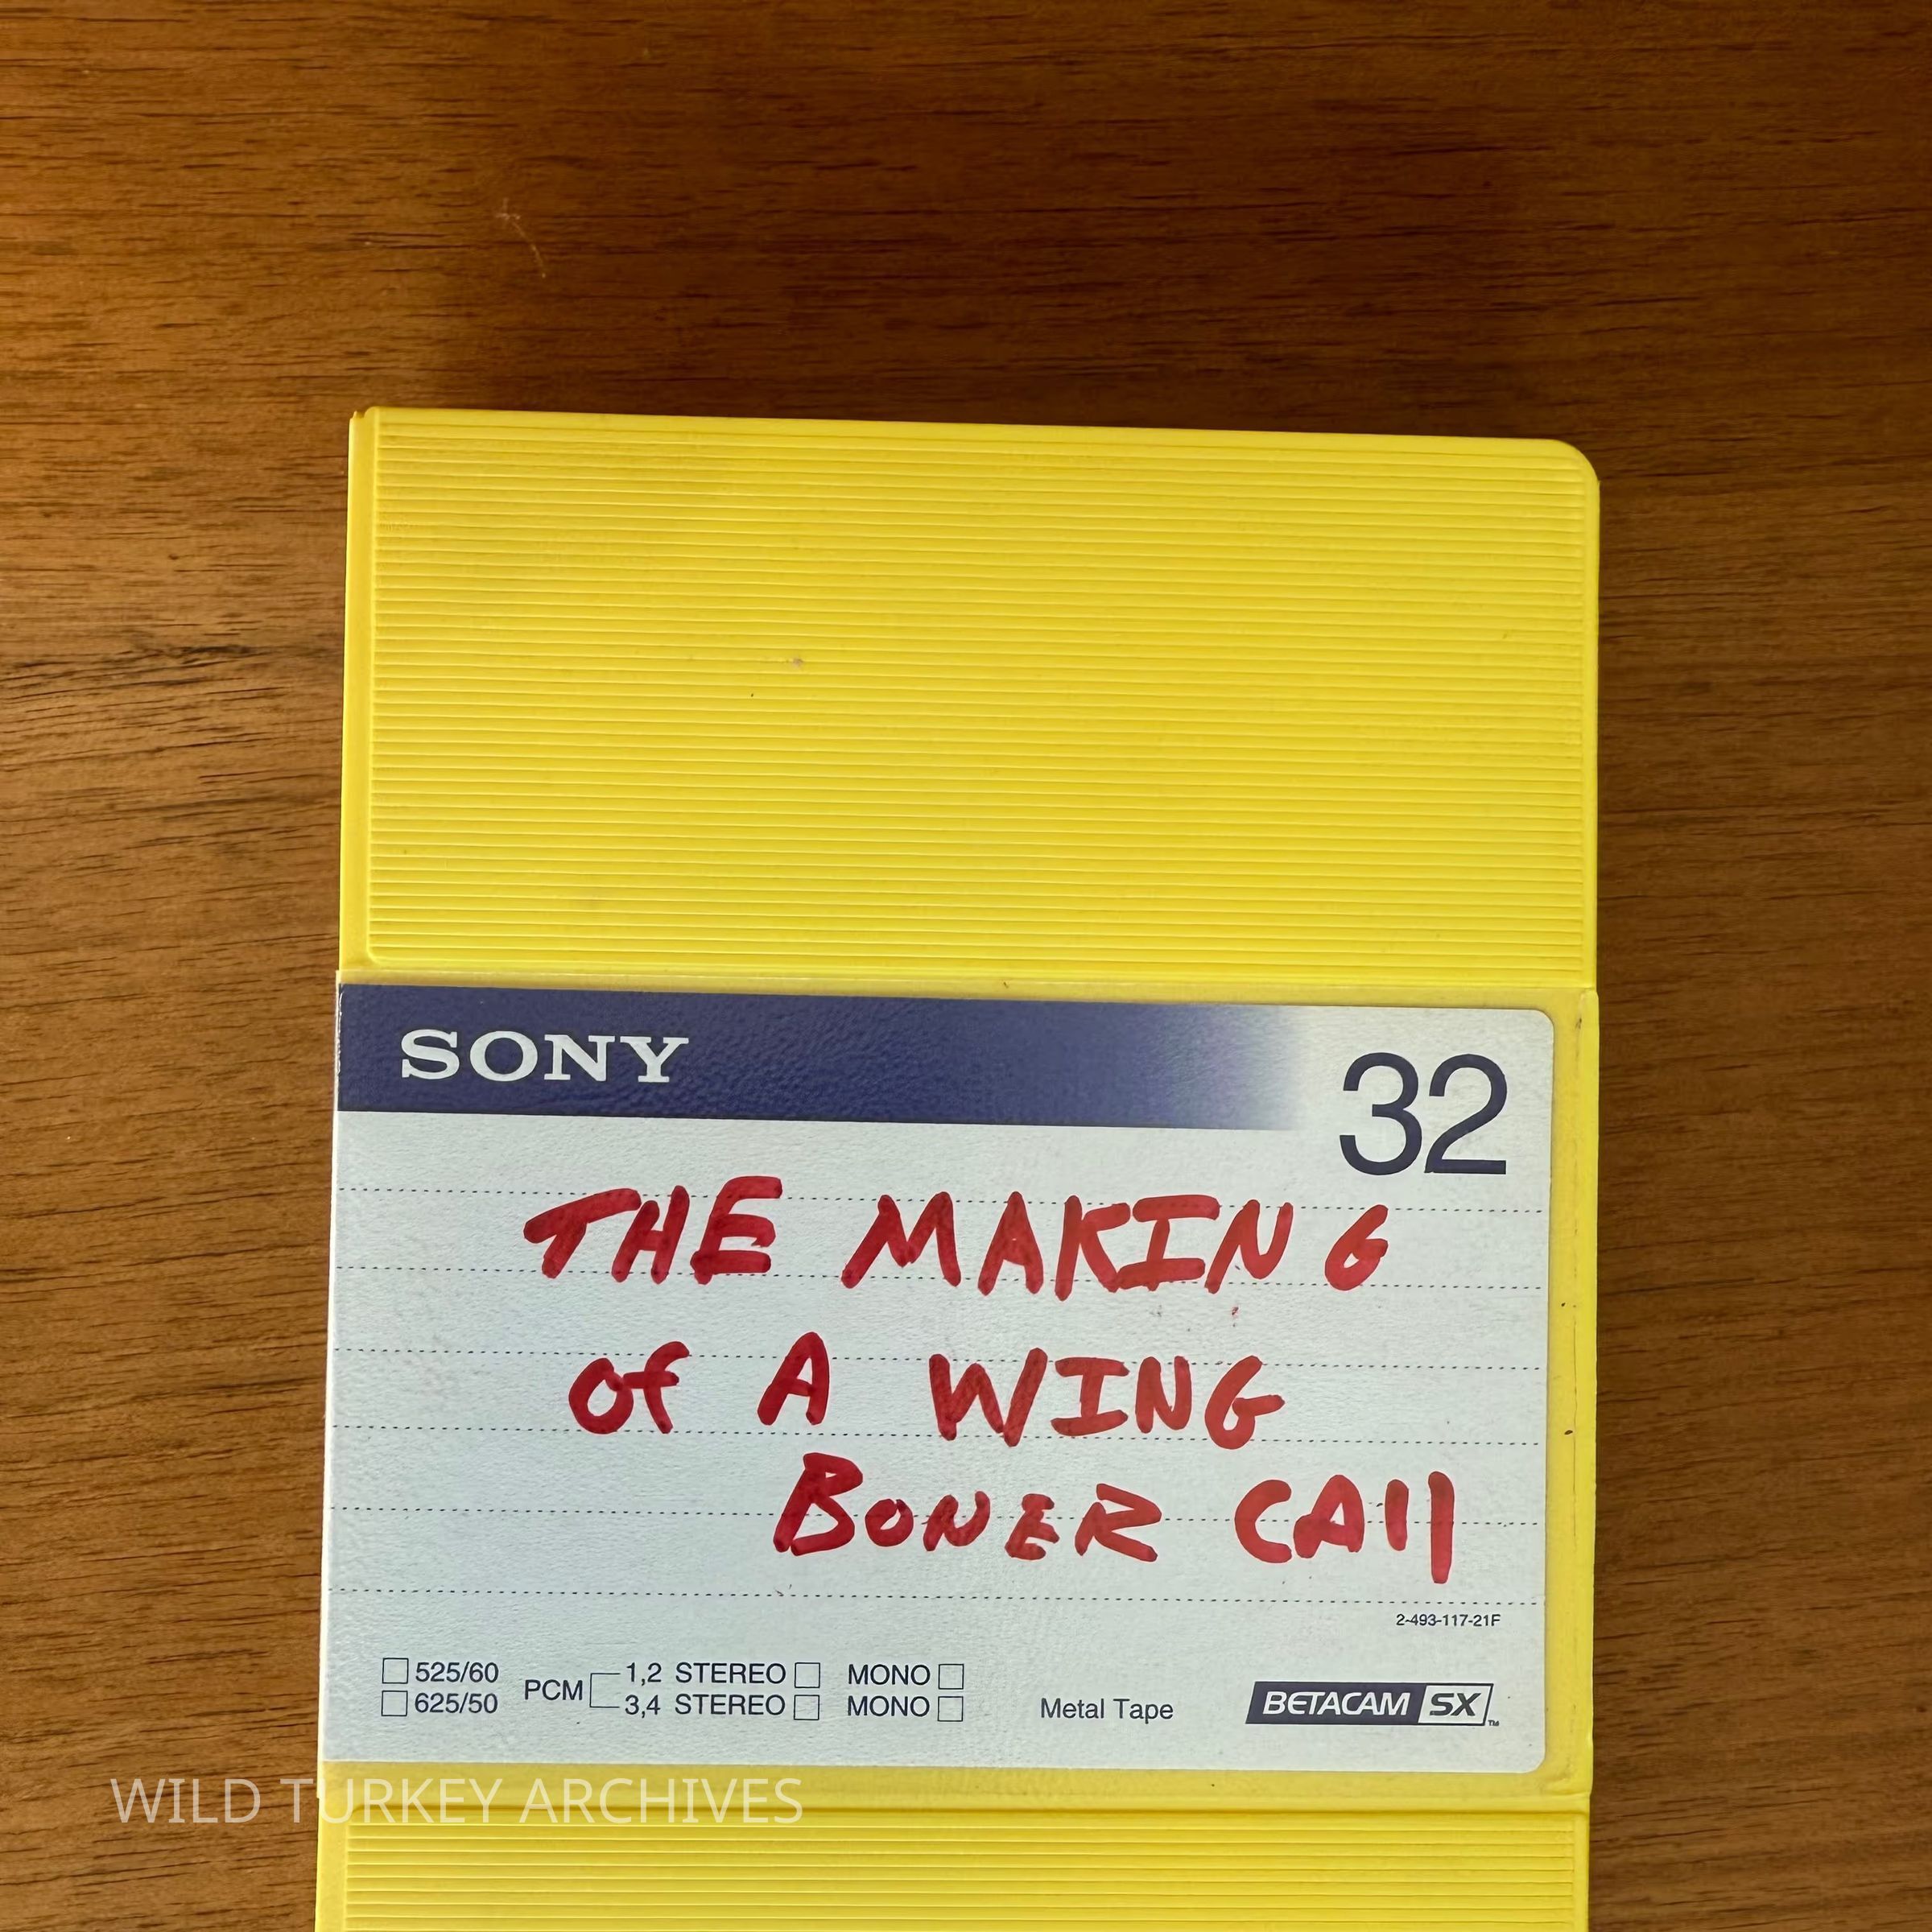 SONY
32
THE MAKING
of A WING
BONER CAll
2-493-117-21F
525/60 PCM 1,2 STEREO MONO
625/50 3,4 STEREO MONO
Metal Tape BETACAM SX TM
WILD TURKEY ARCHIVES